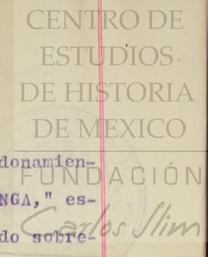 CENTRO DE
ESTUDIOS
DE HISTORIA
DE MEXICO
donamien-
FUNDACIÓN
NGA," es-
Carlos Slim
do sobre-